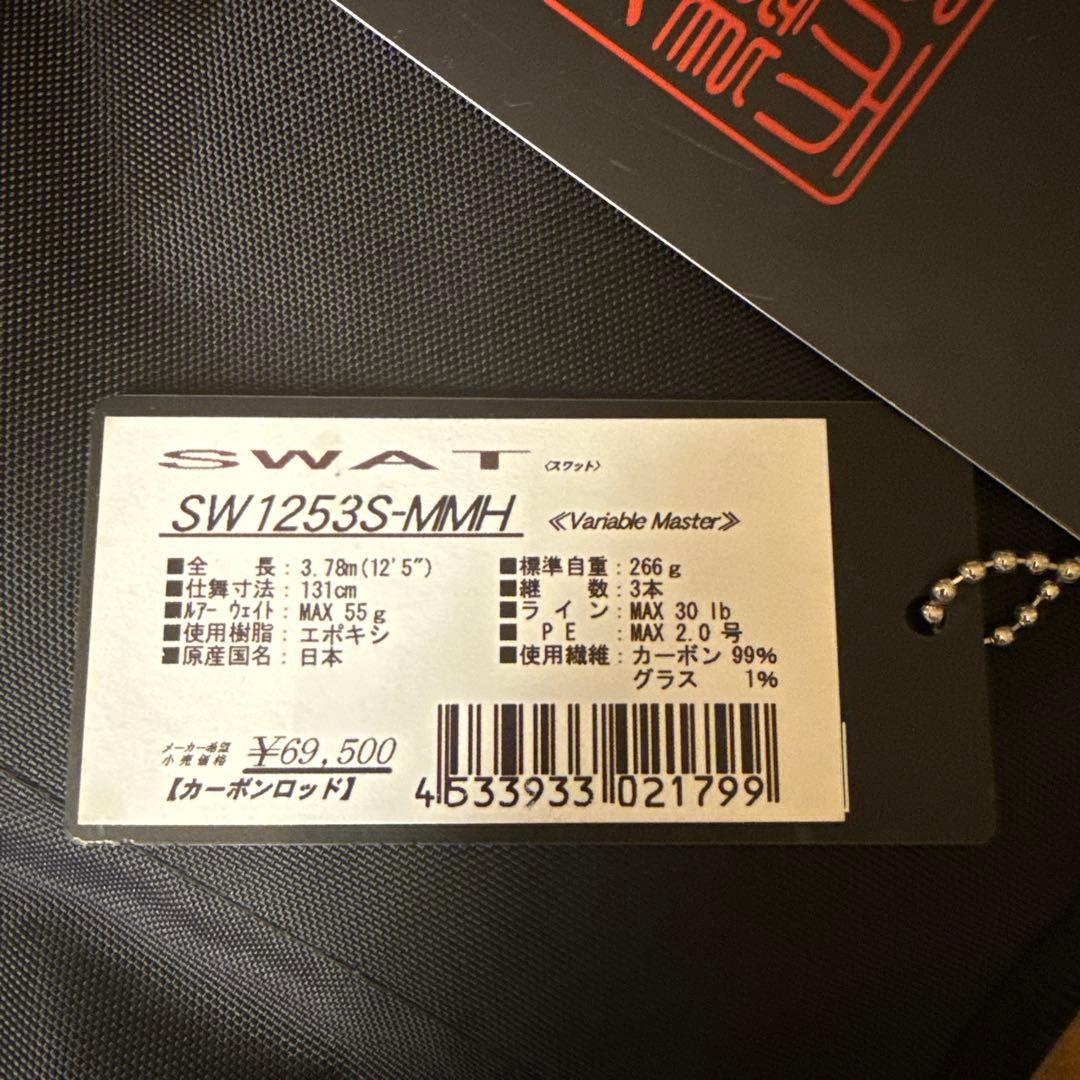 SWAT 〈スワット〉
SW1253S-MMH ≪Variable Master≫
■全　長：3.78m(12'5")
■仕舞寸法：131cm
■ルアー ウェイト：MAX 55g
■使用樹脂：エポキシ
■原産国名：日本
■標準自重：266g
■継　数：3本
■ライン：MAX 30 lb
■ PE ：MAX 2.0 号
■使用繊維：カーボン 99%
グラス 1%
メーカー希望
小売価格 ¥69,500
【カーボンロッド】
4533933021799